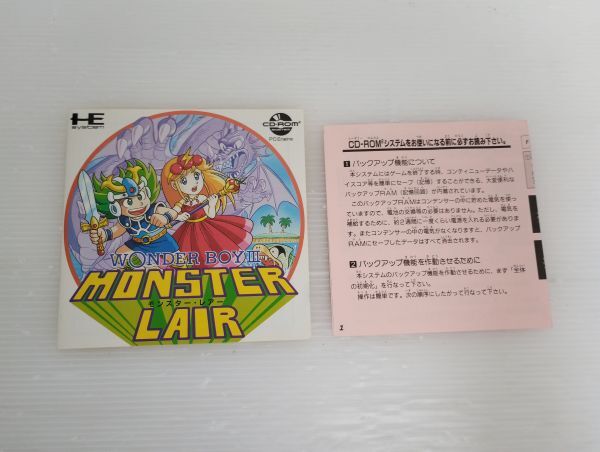 HE
system
CD-ROM²
SYSTEM
PC Engine
WONDER BOY III
MONSTER
モンスター・レアー
LAIR
CD-ROM²システムをお使いになる前に必ずお読み下さい。
1 バックアップ機能について
本システムにはゲームを終了する時、コンティニューデータやハ
イスコア等を簡単にセーブ（記憶）することができる、大変便利な
バックアップRAM（記憶回路）が内蔵されています。
このバックアップRAMはコンデンサーの中に貯めた電気を使っ
ていますので、電池の交換等の必要はありません。ただし、電気を
補給するために、約2週間に一度くらい電源を入れる必要がありま
す。またコンデンサーの中の電気がなくなりますと、バックアップ
RAMにセーブしたデータはすべて消去されます。
2 バックアップ機能を作動させるために
本システムのバックアップ機能を作動させるために、まず「全体
の初期化」を行なって下さい。
操作は簡単です。次の順序にしたがって行なって下さい。
1